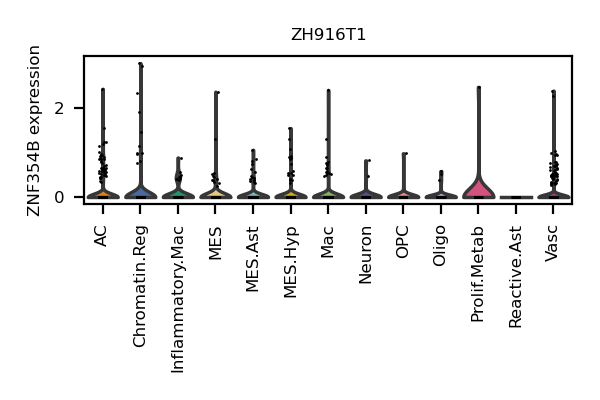 ZH916T1
ZNF354B expression
2
0
AC
Chromatin.Reg
Inflammatory.Mac
MES
MES.Ast
MES.Hyp
Mac
Neuron
OPC
Oligo
Prolif.Metab
Reactive.Ast
Vasc